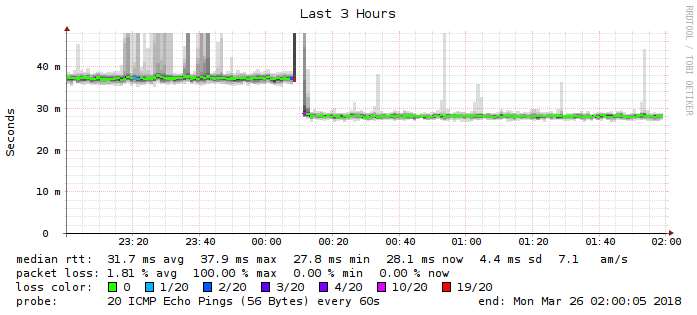 Last 3 Hours
RRDTOOL / TOBI OETIKER
Seconds
40 m
30 m
20 m
10 m
0
23:20 23:40 00:00 00:20 00:40 01:00 01:20 01:40 02:00
median rtt: 31.7 ms avg 37.9 ms max 27.8 ms min 28.1 ms now 4.4 ms sd 7.1 am/s
packet loss: 1.81 % avg 100.00 % max 0.00 % min 0.00 % now
loss color: 0 1/20 2/20 3/20 4/20 10/20 19/20
probe: 20 ICMP Echo Pings (56 Bytes) every 60s end: Mon Mar 26 02:00:05 2018